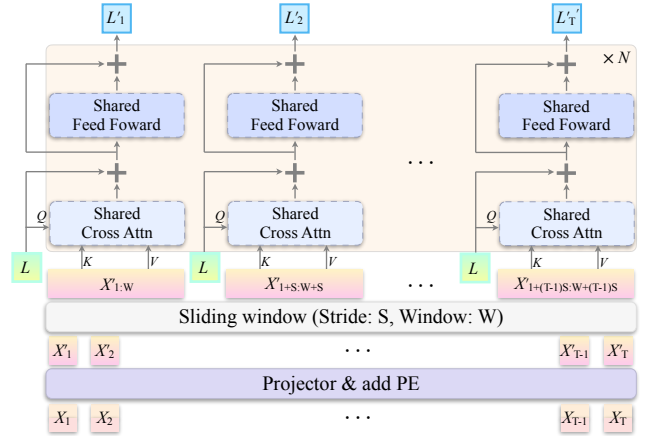 L′1 L′2 L′T′
× N
Shared Feed Foward Shared Feed Foward Shared Feed Foward
. . .
Q Shared Cross Attn Q Shared Cross Attn Q Shared Cross Attn
L K V L K V L K V
X′1:W X′1+S:W+S . . . X′1+(T-1)S:W+(T-1)S
Sliding window (Stride: S, Window: W)
X′1 X′2 . . . X′T-1 X′T
Projector & add PE
X1 X2 . . . XT-1 XT